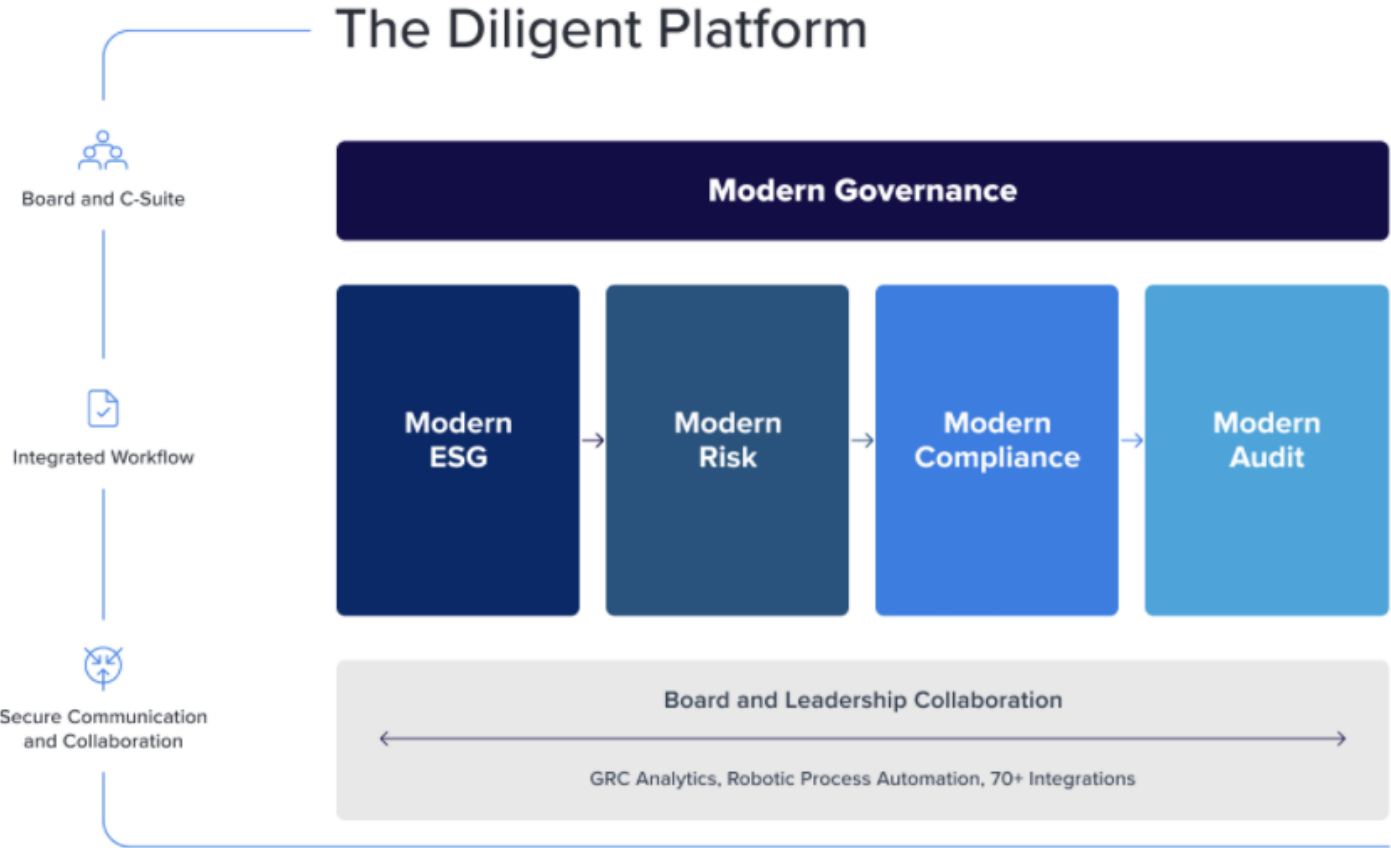 The Diligent Platform
Board and C-Suite
Modern Governance
Integrated Workflow
Modern
ESG
Modern
Risk
Modern
Compliance
Modern
Audit
Secure Communication
and Collaboration
Board and Leadership Collaboration
GRC Analytics, Robotic Process Automation, 70+ Integrations